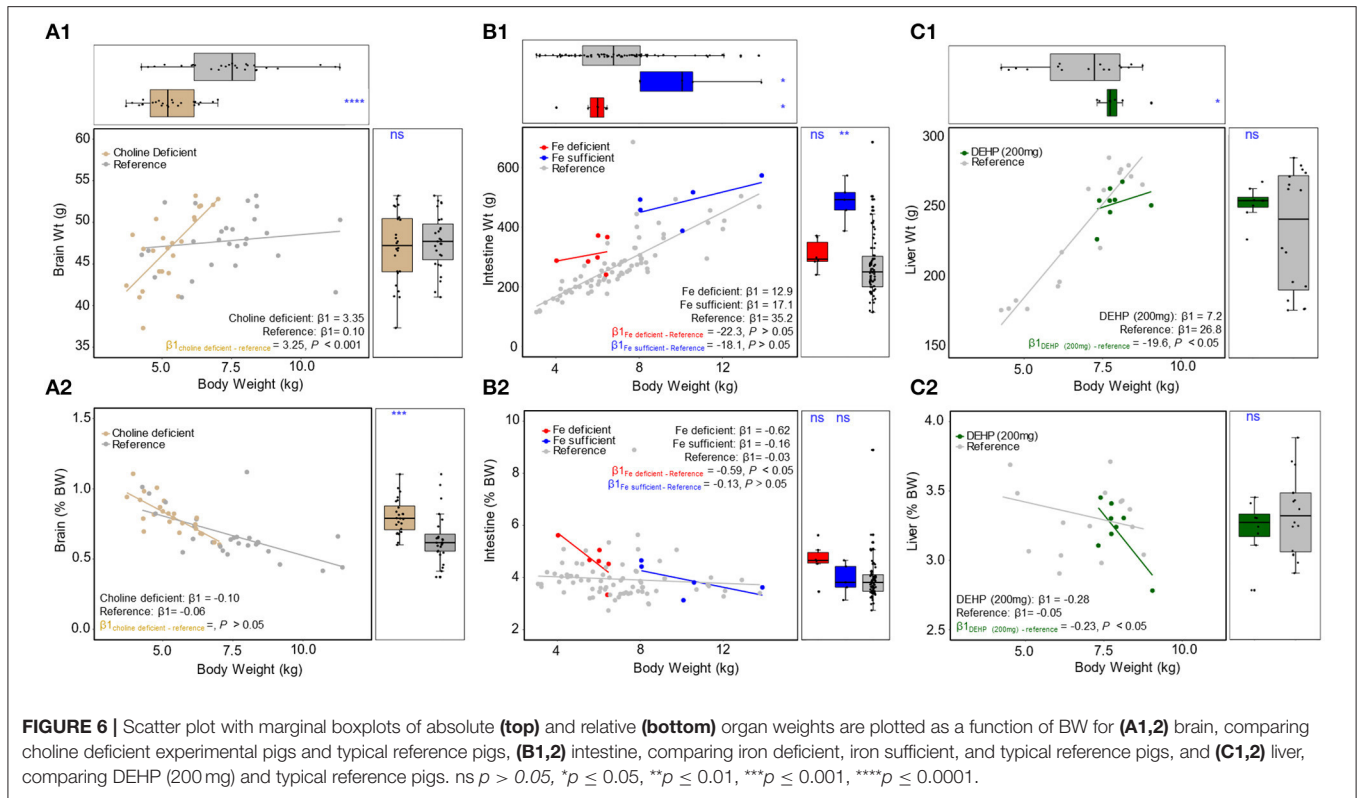 A1
****
60
55
50
45
40
35
Brain Wt (g)
Choline Deficient
Reference
Choline deficient: β1 = 3.35
Reference: β1= 0.10
β1choline deficient - reference = 3.25, P < 0.001
ns
5.0 7.5 10.0
Body Weight (kg)
B1
*
*
600
400
200
0
Intestine Wt (g)
Fe deficient
Fe sufficient
Reference
Fe deficient: β1 = 12.9
Fe sufficient: β1 = 17.1
Reference: β1 = 35.2
β1Fe deficient - Reference = -22.3, P > 0.05
β1Fe sufficient - Reference = -18.1, P > 0.05
ns **
4 8 12
Body Weight (kg)
C1
*
300
250
200
150
Liver Wt (g)
DEHP (200mg)
Reference
DEHP (200mg): β1 = 7.2
Reference: β1 = 26.8
β1DEHP (200mg) - reference = -19.6, P < 0.05
ns
5.0 7.5 10.0
Body Weight (kg)
A2
1.5
1.0
0.5
0.0
Brain (% BW)
Choline deficient
Reference
Choline deficient: β1 = -0.10
Reference: β1= -0.06
β1choline deficient - reference =, P > 0.05
***
5.0 7.5 10.0
Body Weight (kg)
B2
10
8
6
4
2
Intestine (% BW)
Fe deficient
Fe sufficient
Reference
Fe deficient: β1 = -0.62
Fe sufficient: β1 = -0.16
Reference: β1 = -0.03
β1Fe deficient - Reference = -0.59, P < 0.05
β1Fe sufficient- Reference = -0.13, P > 0.05
ns ns
4 8 12
Body Weight (kg)
C2
4.0
3.5
3.0
2.5
Liver (% BW)
DEHP (200mg)
Reference
DEHP (200mg): β1 = -0.28
Reference: β1 = -0.05
β1DEHP (200mg) - reference = -0.23, P < 0.05
ns
5.0 7.5 10.0
Body Weight (kg)
FIGURE 6 | Scatter plot with marginal boxplots of absolute (top) and relative (bottom) organ weights are plotted as a function of BW for (A1,2) brain, comparing
choline deficient experimental pigs and typical reference pigs, (B1,2) intestine, comparing iron deficient, iron sufficient, and typical reference pigs, and (C1,2) liver,
comparing DEHP (200 mg) and typical reference pigs. ns p > 0.05, *p ≤ 0.05, **p ≤ 0.01, ***p ≤ 0.001, ****p ≤ 0.0001.